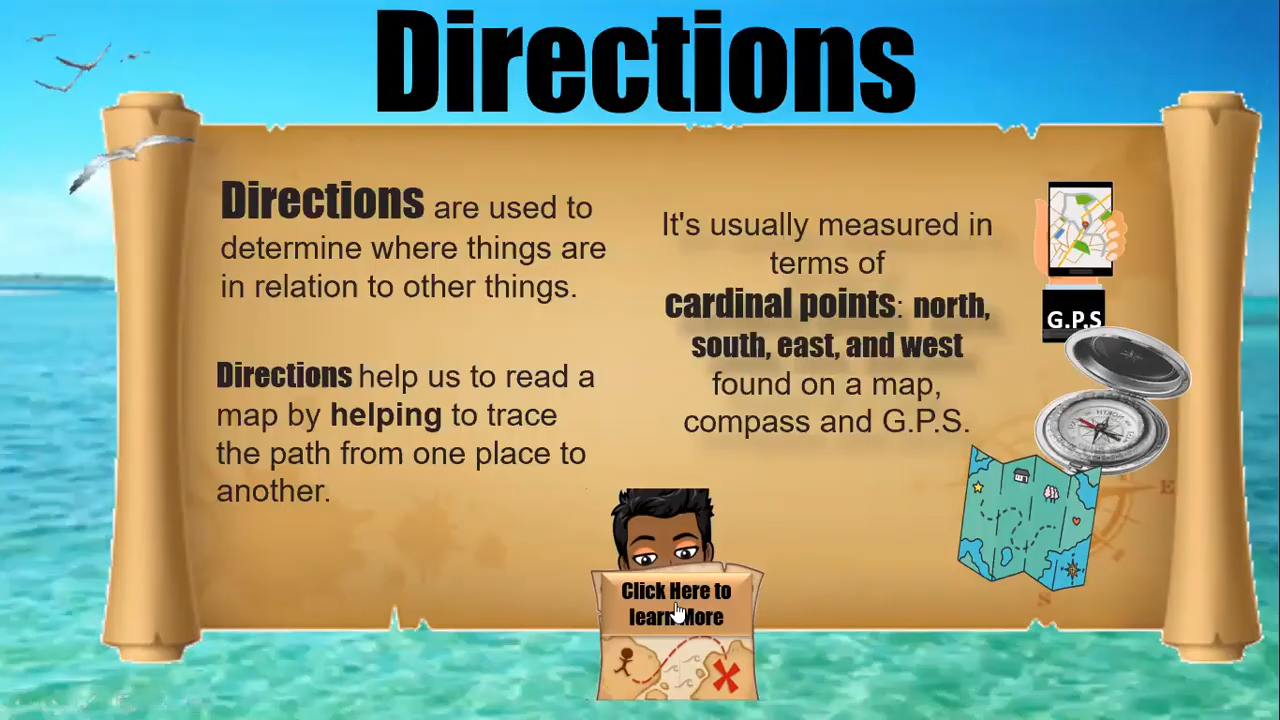 Directions
Directions are used to
determine where things are
in relation to other things.
Directions help us to read a
map by helping to trace
the path from one place to
another.
It's usually measured in
terms of
cardinal points: north,
south, east, and west
found on a map,
compass and G.P.S.
G.P.S
E
S
Click Here to
learn More